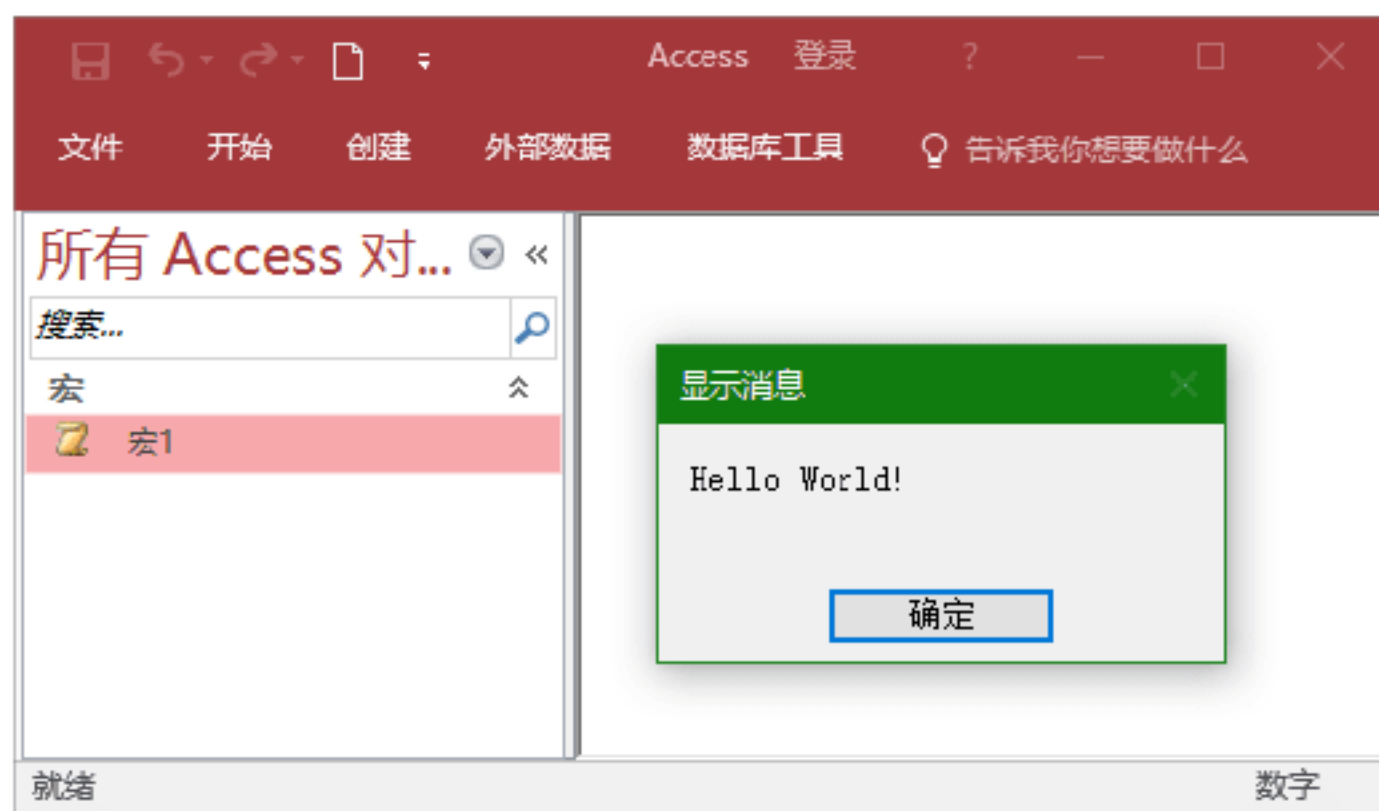 Access 登录 ?
文件 开始 创建 外部数据 数据库工具 告诉我你想要做什么
所有 Access 对... «
搜索...
宏
宏1
显示消息
Hello World!
确定
就绪 数字